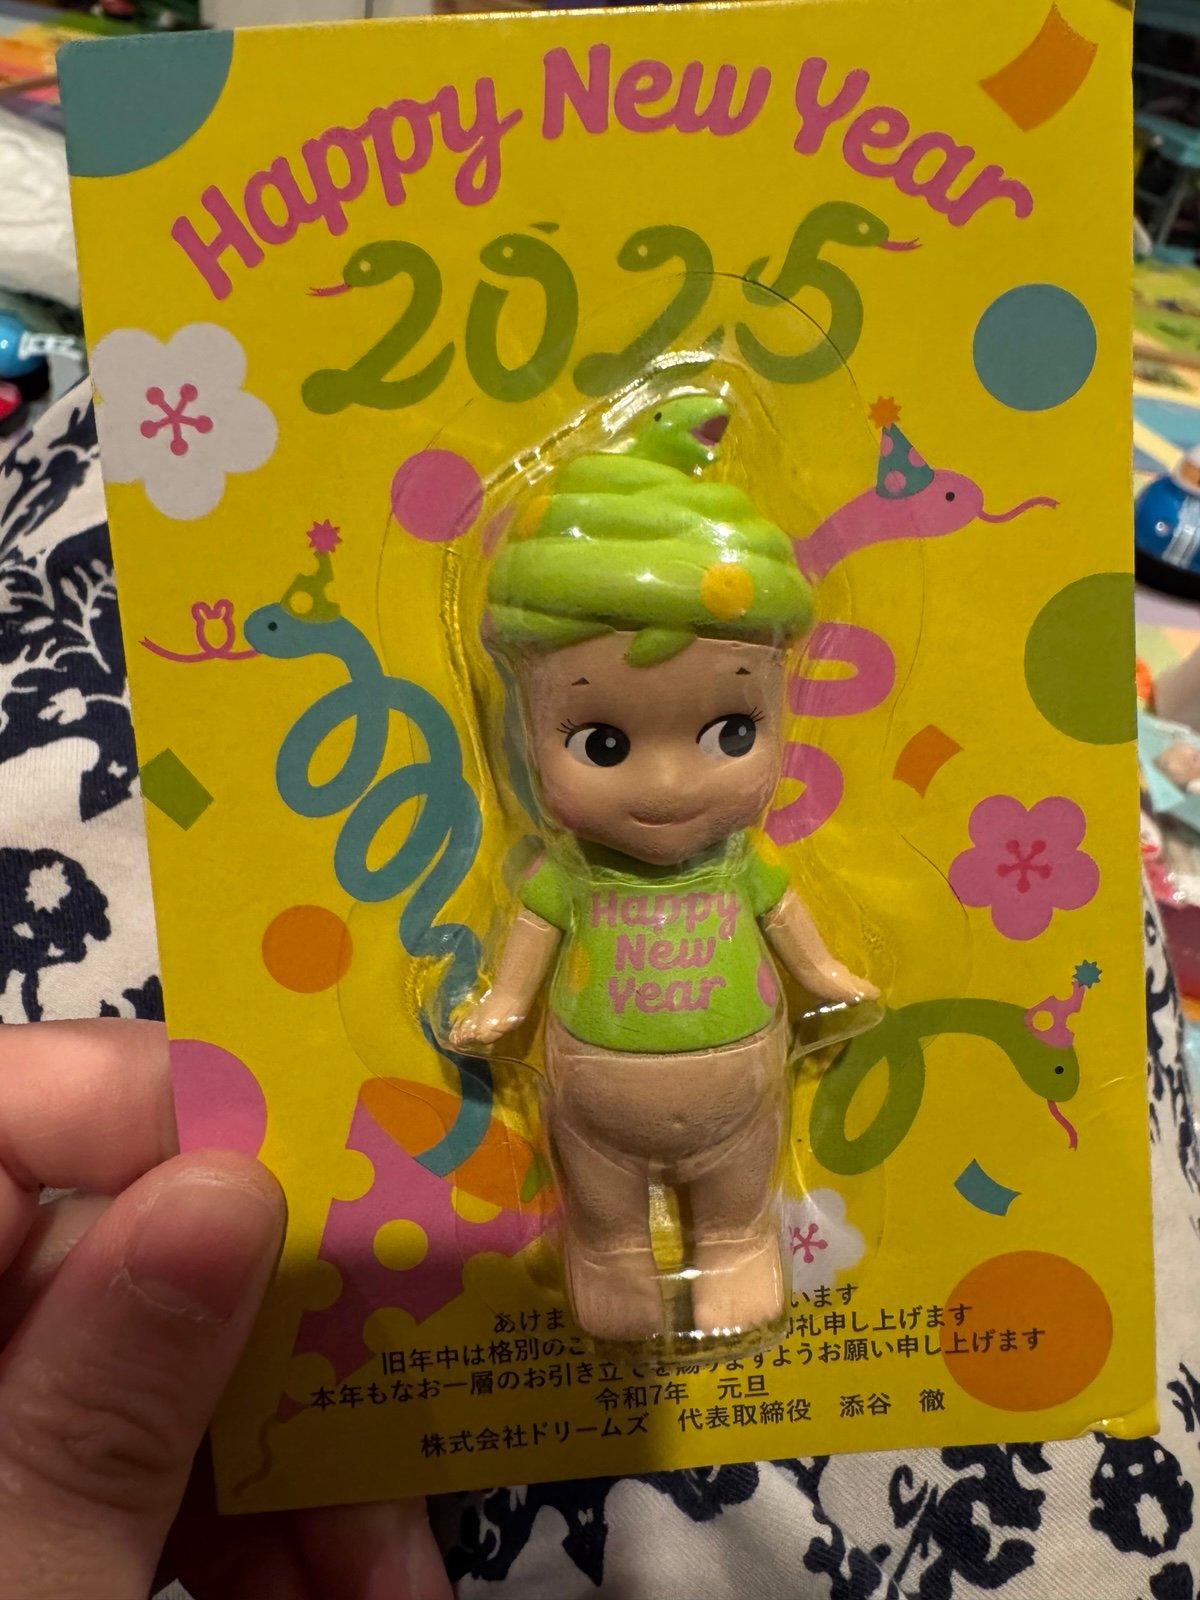 Happy New Year
2025
Happy
New
Year
あけま います
旧年中は格別のご 御礼申し上げます
本年もなお一層のお引き立てを賜りますようお願い申し上げます
令和7年 元旦
株式会社ドリームズ 代表取締役 添谷 徹